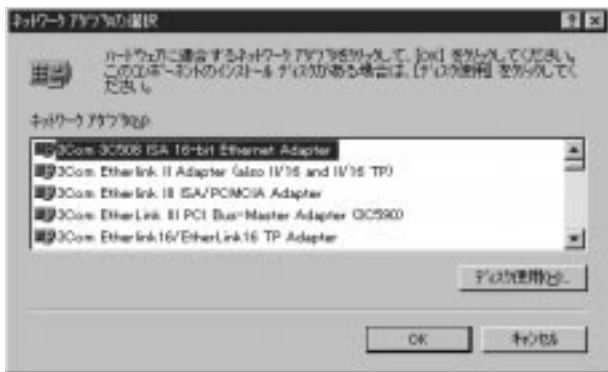 ネットワーク アダプタの選択
ハードウェアに適合するネットワーク アダプタをクリックして、[OK] をクリックしてください。
このコンポーネントのインストール ディスクがある場合は、[ディスク使用] をクリックしてく
ださい。
ネットワーク アダプタ(N):
3Com 3C508 ISA 16-bit Ethernet Adapter
3Com Etherlink II Adapter (also II/16 and II/16 TP)
3Com Etherlink III ISA/PCMCIA Adapter
3Com EtherLink III PCI Bus-Master Adapter (3C590)
3Com Etherlink16/EtherLink16 TP Adapter
ディスク使用(H)...
OK
キャンセル